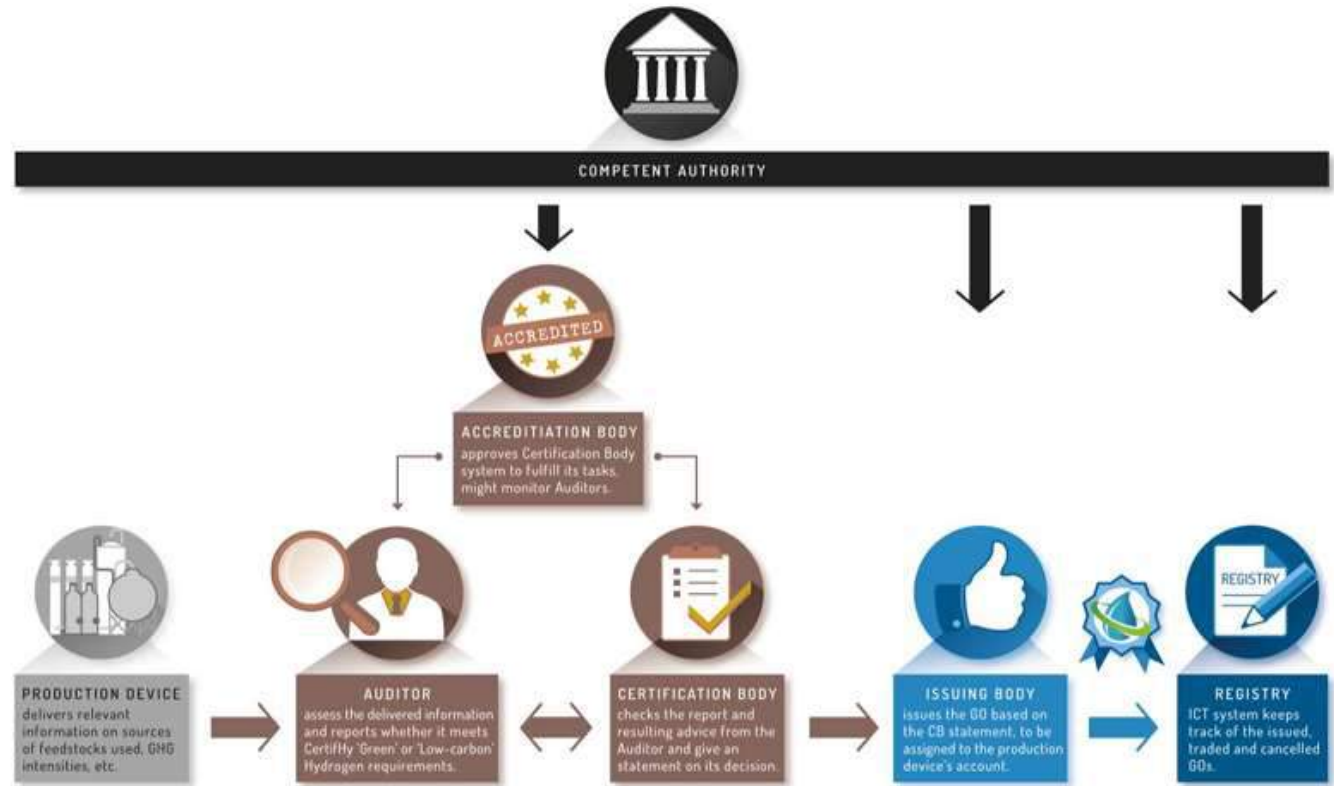 COMPETENT AUTHORITY
ACCREDITED
ACCREDITIATION BODY
approves Certification Body
system to fulfill its tasks,
might monitor Auditors.
REGISTRY
PRODUCTION DEVICE
delivers relevant
information on sources
of feedstocks used, GHG
intensities, etc.
AUDITOR
assess the delivered information
and reports whether it meets
CertifHy 'Green' or 'Low-carbon'
Hydrogen requirements.
CERTIFICATION BODY
checks the report and
resulting advice from the
Auditor and give an
statement on its decision.
ISSUING BODY
issues the GO based on
the CB statement, to be
assigned to the production
device's account.
REGISTRY
ICT system keeps
track of the issued,
traded and cancelled
GOs.